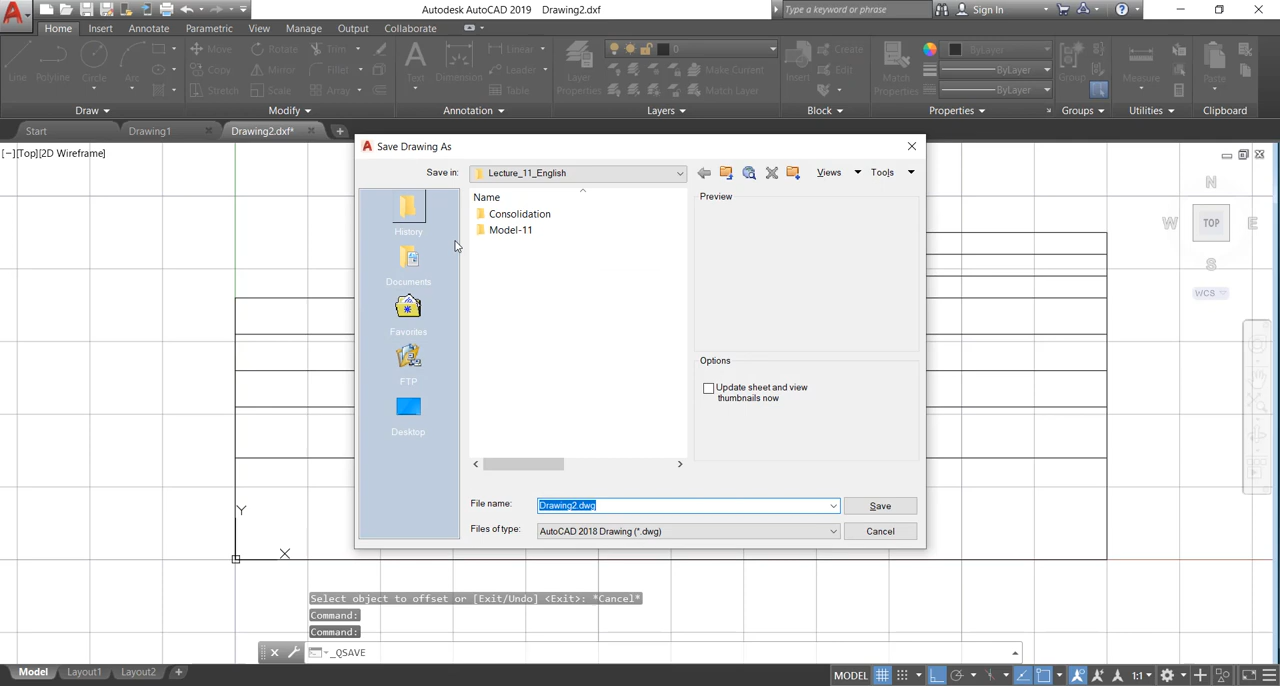 Autodesk AutoCAD 2019 Drawing2.dxf
Type a keyword or phrase
Sign In
Home Insert Annotate Parametric View Manage Output Collaborate
Move Rotate Trim
Linear
0
Create
ByLayer
Line Polyline Circle Arc
Copy Mirror Fillet
Text Dimension
Leader
Layer
Make Current
Insert
Edit
Match
ByLayer
Group
Measure
Paste
Stretch Scale Array
Table
Properties
Match Layer
Properties
ByLayer
Draw Modify Annotation Layers Block Properties Groups Utilities Clipboard
Start Drawing1 Drawing2.dxf*
[−][Top][2D Wireframe]
Save Drawing As
Save in: Lecture_11_English
Views Tools
Name
Preview
History
Consolidation
Model-11
Documents
Favorites
FTP
Desktop
Options
Update sheet and view
thumbnails now
File name: Drawing2.dwg
Save
Files of type: AutoCAD 2018 Drawing (*.dwg)
Cancel
N
W TOP E
S
WCS
Y
X
Select object to offset or [Exit/Undo] <Exit>: *Cancel*
Command:
Command:
_QSAVE
Model Layout1 Layout2
MODEL
1:1